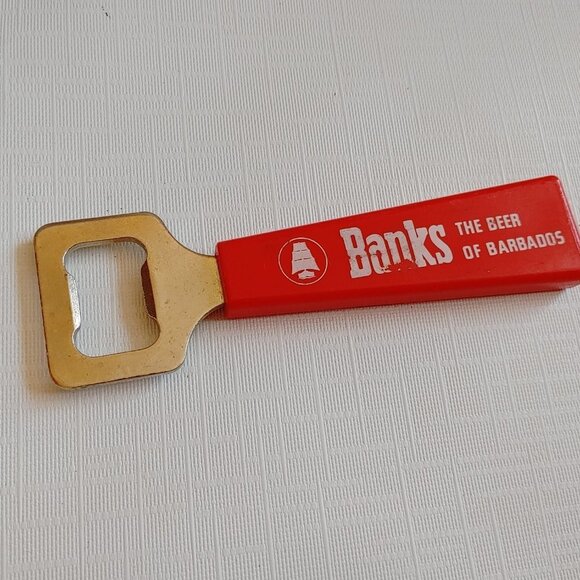 Banks
THE BEER
OF BARBADOS